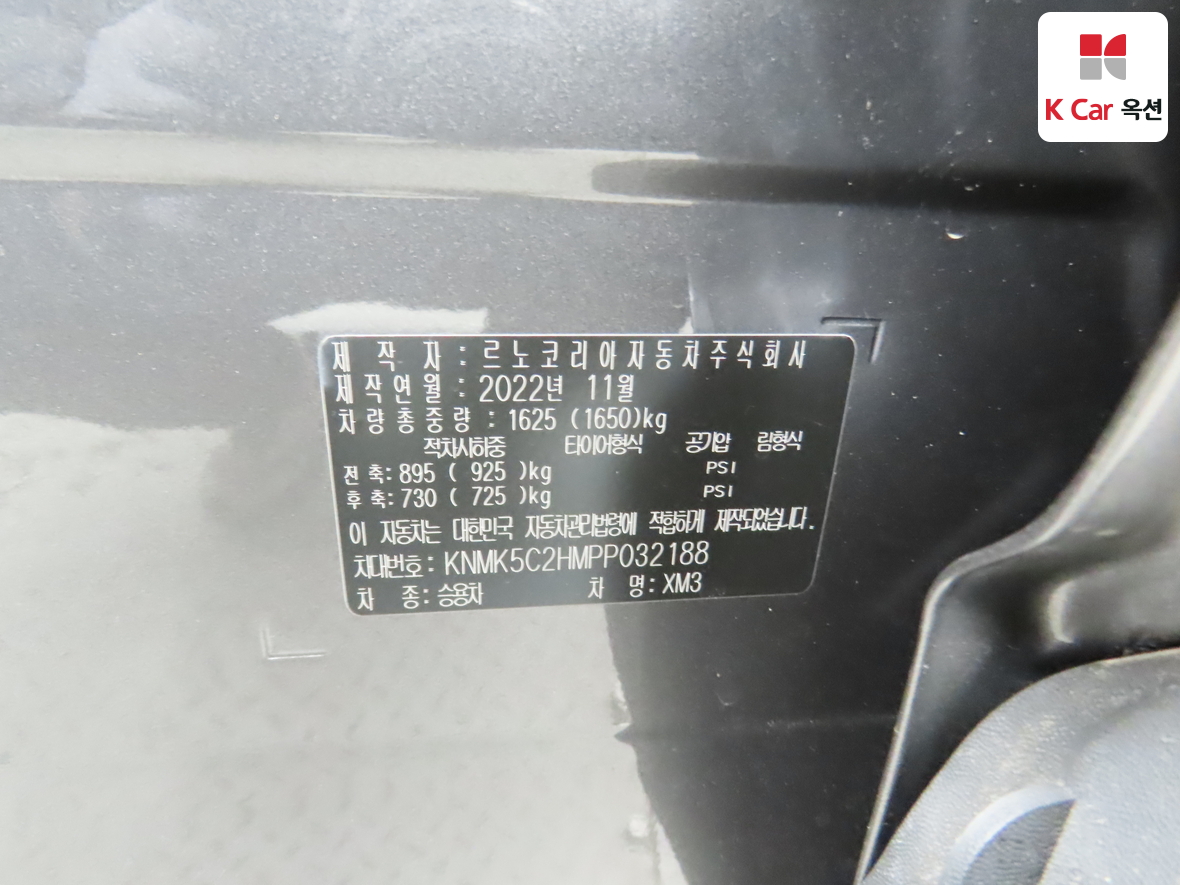 K Car 옥션
제 작 자 : 르노코리아자동차주식회사
제작연월 : 2022년 11월
차량총중량 : 1625 (1650)kg
적차시하중 타이어형식 공기압 림형식
전 축: 895 ( 925 )kg PSI
후 축: 730 ( 725 )kg PSI
이 자동차는 대한민국 자동차관리법령에 적합하게 제작되었습니다.
차대번호: KNMK5C2HMPP032188
차 종: 승용차 차 명: XM3